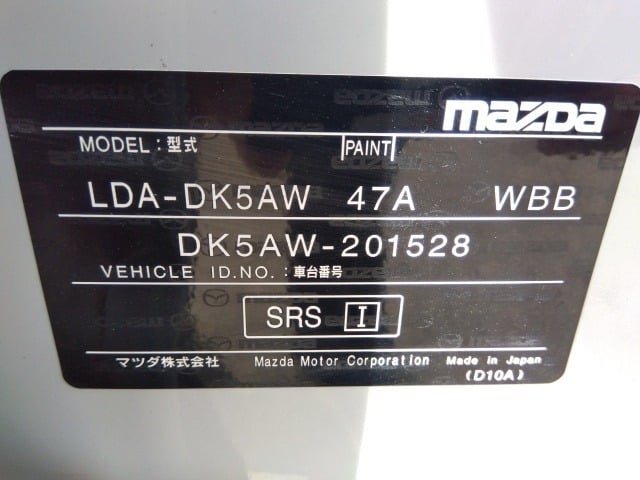 mazda
MODEL : 型式 PAINT
LDA-DK5AW 47A WBB
DK5AW-201528
VEHICLE ID.NO. : 車台番号
SRS I
マツダ株式会社 Mazda Motor Corporation Made in Japan
(D10A)